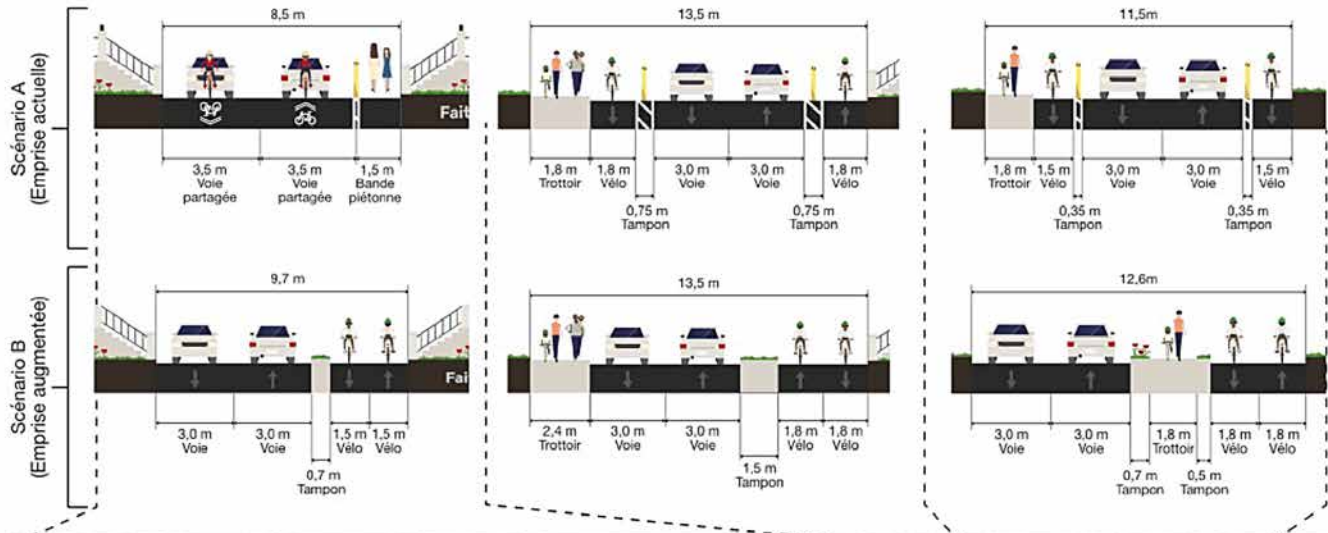 Scénario A
(Emprise actuelle)
8,5 m
Fait
3,5 m
Voie
partagée
3,5 m
Voie
partagée
1,5 m
Bande
piétonne
13,5 m
1,8 m
Trottoir
1,8 m
Vélo
3,0 m
Voie
3,0 m
Voie
1,8 m
Vélo
0,75 m
Tampon
0,75 m
Tampon
11,5m
1,8 m
Trottoir
1,5 m
Vélo
3,0 m
Voie
3,0 m
Voie
1,5 m
Vélo
0,35 m
Tampon
0,35 m
Tampon
Scénario B
(Emprise augmentée)
9,7 m
Fai
3,0 m
Voie
3,0 m
Voie
1,5 m
Vélo
1,5 m
Vélo
0,7 m
Tampon
13,5 m
2,4 m
Trottoir
3,0 m
Voie
3,0 m
Voie
1,8 m
Vélo
1,8 m
Vélo
1,5 m
Tampon
12,6m
3,0 m
Voie
3,0 m
Voie
1,8 m
Trottoir
1,8 m
Vélo
1,8 m
Vélo
0,7 m
Tampon
0,5 m
Tampon